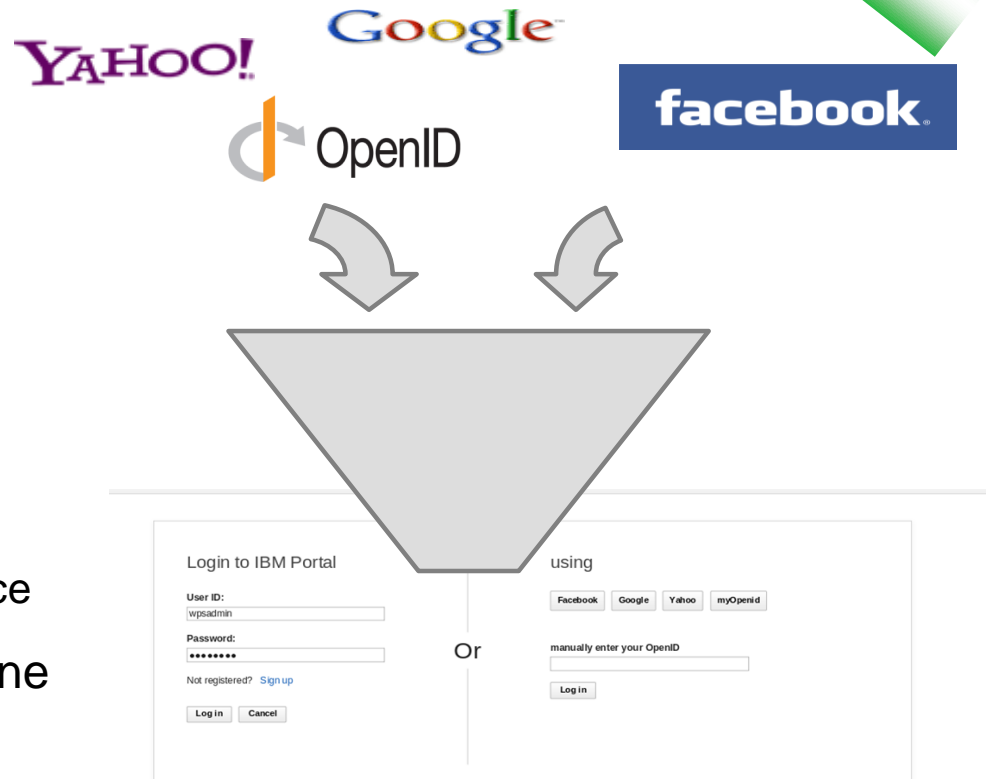 YAHOO!
Google™
facebook®
OpenID
Login to IBM Portal
User ID:
wpsadmin
Password:
••••••••
Not registered? Sign up
Log in Cancel
Or
using
Facebook Google Yahoo myOpenid
manually enter your OpenID
Log in
ce
ne